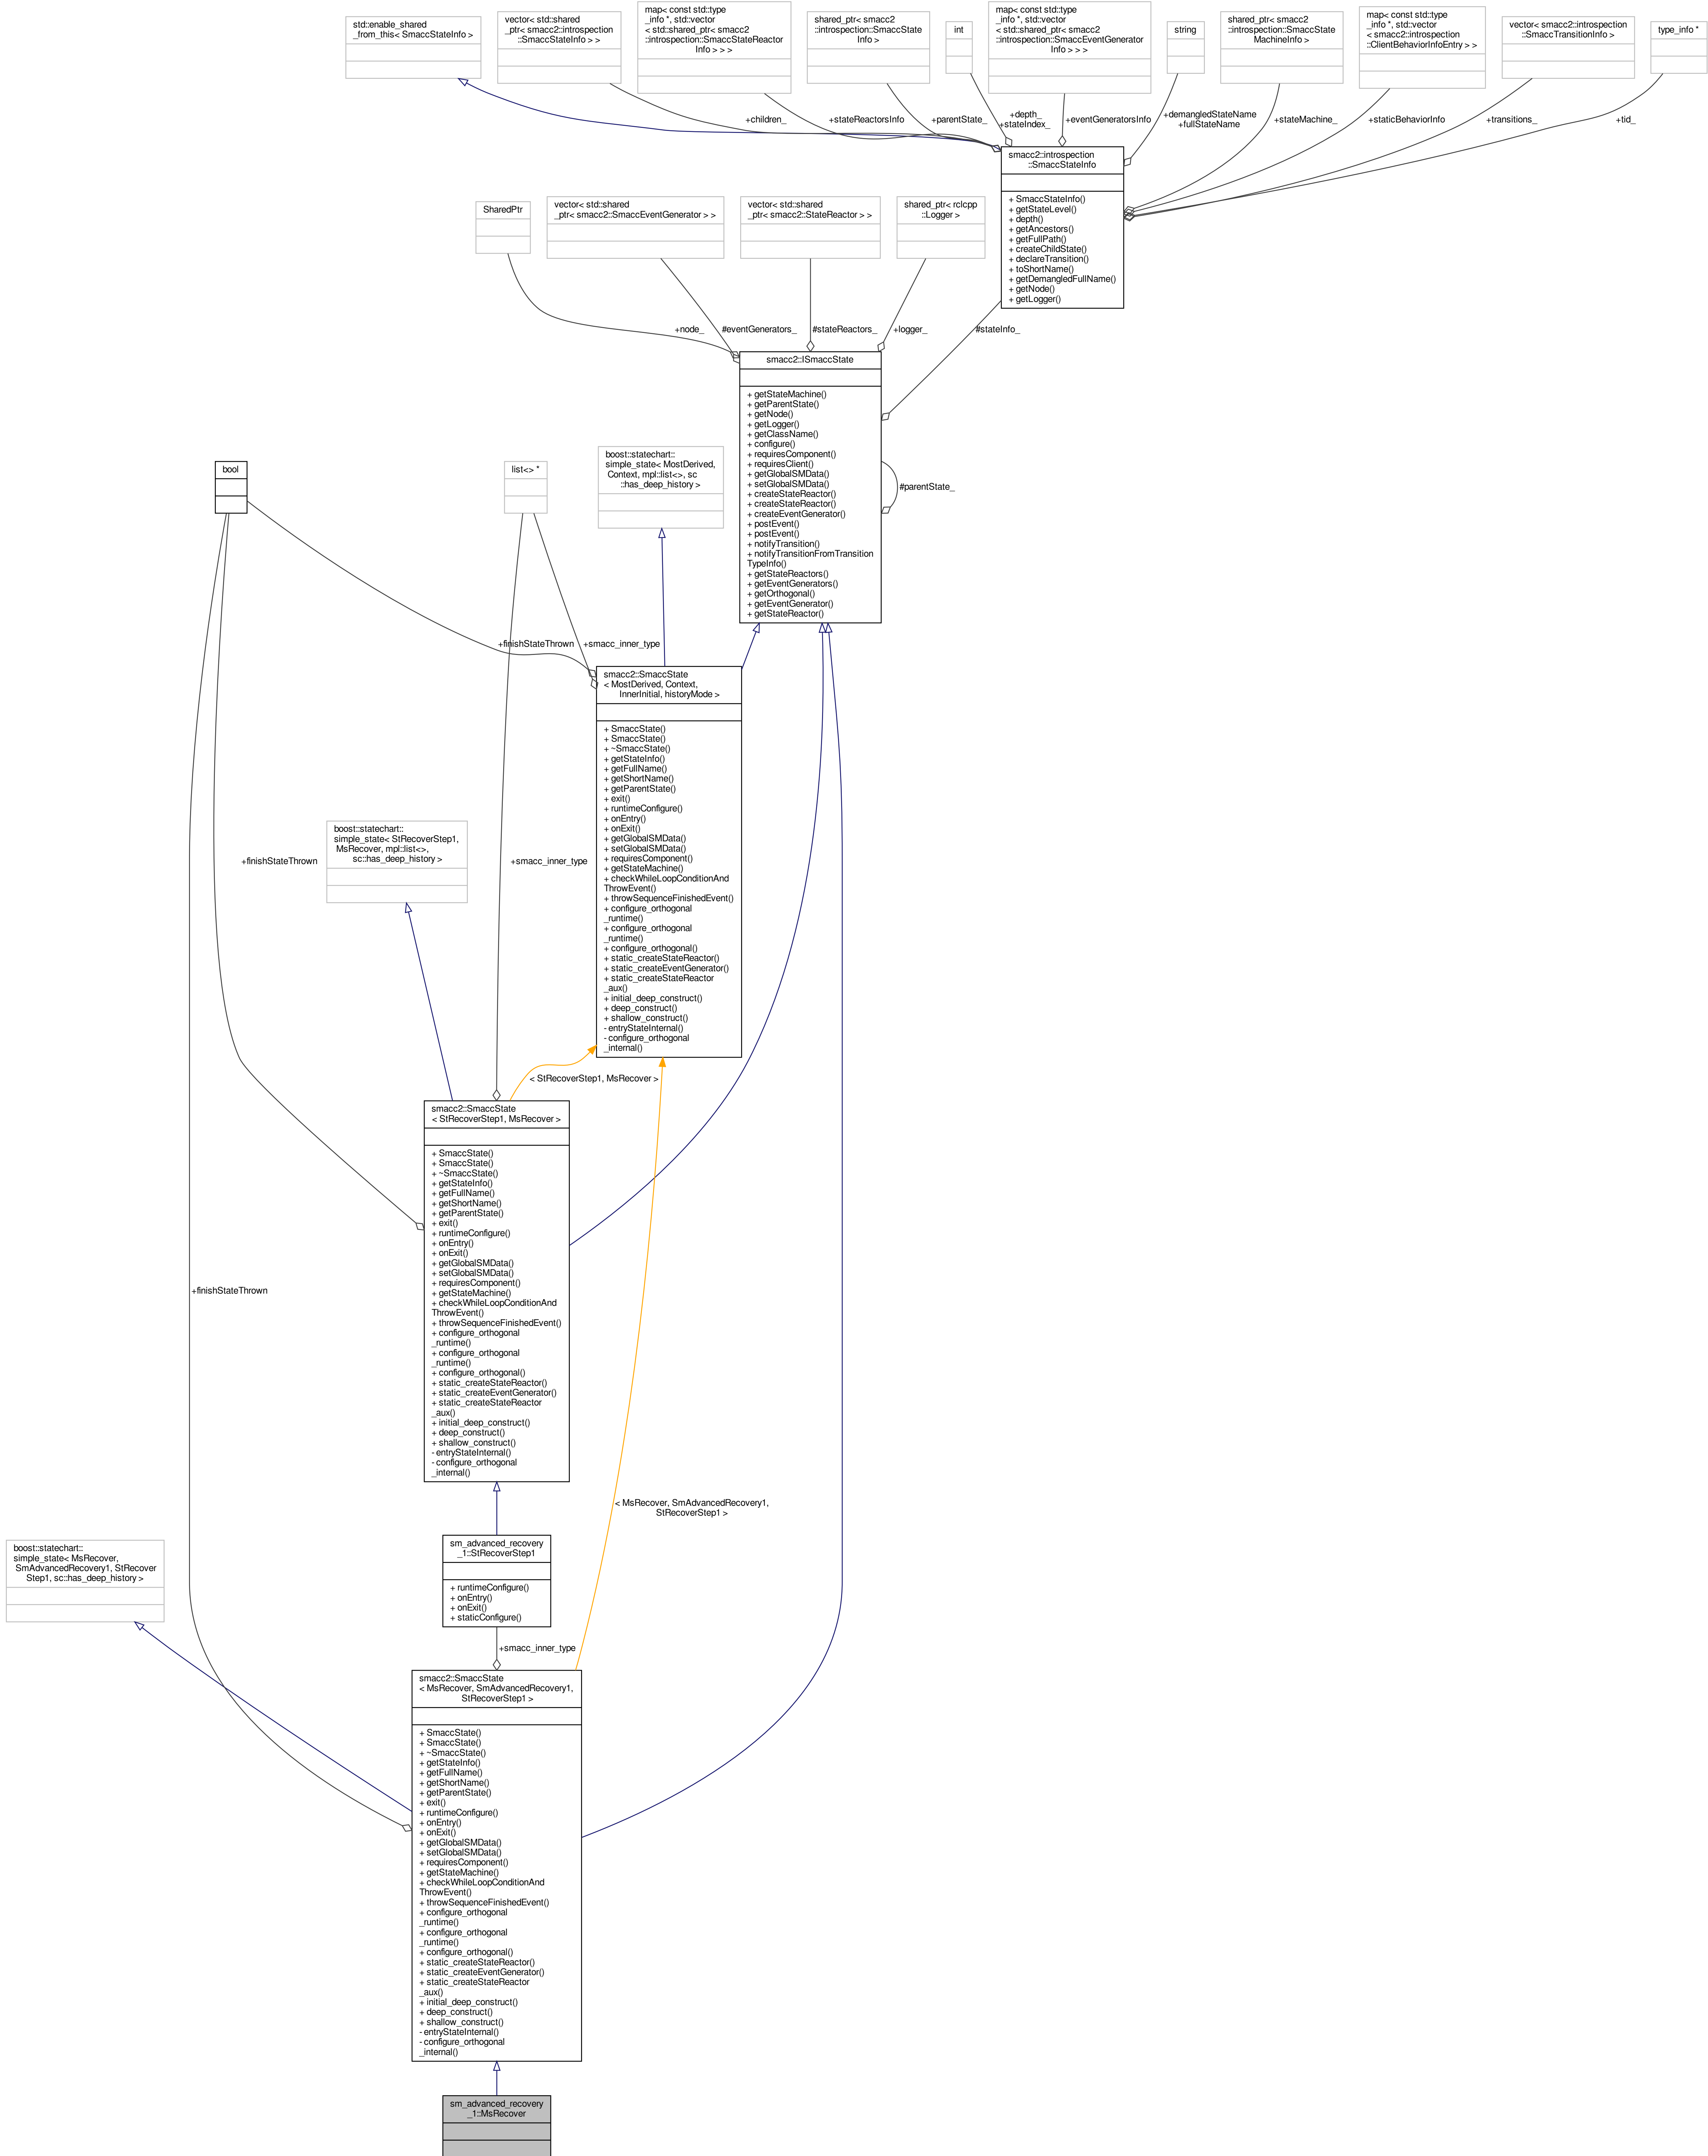 std::enable_shared
_from_this< SmaccStateInfo >
vector< std::shared
_ptr< smacc2::introspection
::SmaccStateInfo > >
map< const std::type
_info *, std::vector
< std::shared_ptr< smacc2
::introspection::SmaccStateReactor
Info > > >
shared_ptr< smacc2
::introspection::SmaccState
Info >
int
map< const std::type
_info *, std::vector
< std::shared_ptr< smacc2
::introspection::SmaccEventGenerator
Info > > >
string
shared_ptr< smacc2
::introspection::SmaccState
MachineInfo >
map< const std::type
_info *, std::vector
< smacc2::introspection
::ClientBehaviorInfoEntry > >
vector< smacc2::introspection
::SmaccTransitionInfo >
type_info *
+children_
+stateReactorsInfo
+parentState_
+depth_
+stateIndex_
+eventGeneratorsInfo
+demangledStateName
+fullStateName
+stateMachine_
+staticBehaviorInfo
+transitions_
+tid_
smacc2::introspection
::SmaccStateInfo
+ SmaccStateInfo()
+ getStateLevel()
+ depth()
+ getAncestors()
+ getFullPath()
+ createChildState()
+ declareTransition()
+ toShortName()
+ getDemangledFullName()
+ getNode()
+ getLogger()
SharedPtr
vector< std::shared
_ptr< smacc2::SmaccEventGenerator > >
vector< std::shared
_ptr< smacc2::StateReactor > >
shared_ptr< rclcpp
::Logger >
+node_
#eventGenerators_
#stateReactors_
+logger_
#stateInfo_
smacc2::ISmaccState
+ getStateMachine()
+ getParentState()
+ getNode()
+ getLogger()
+ getClassName()
+ configure()
+ requiresComponent()
+ requiresClient()
+ getGlobalSMData()
+ setGlobalSMData()
+ createStateReactor()
+ createStateReactor()
+ createEventGenerator()
+ postEvent()
+ postEvent()
+ notifyTransition()
+ notifyTransitionFromTransition
TypeInfo()
+ getStateReactors()
+ getEventGenerators()
+ getOrthogonal()
+ getEventGenerator()
+ getStateReactor()
#parentState_
bool
list<> *
boost::statechart::
simple_state< MostDerived,
Context, mpl::list<>, sc
::has_deep_history >
+finishStateThrown
+smacc_inner_type
smacc2::SmaccState
< MostDerived, Context,
InnerInitial, historyMode >
+ SmaccState()
+ SmaccState()
+ ~SmaccState()
+ getStateInfo()
+ getFullName()
+ getShortName()
+ getParentState()
+ exit()
+ runtimeConfigure()
+ onEntry()
+ onExit()
+ getGlobalSMData()
+ setGlobalSMData()
+ requiresComponent()
+ getStateMachine()
+ checkWhileLoopConditionAnd
ThrowEvent()
+ throwSequenceFinishedEvent()
+ configure_orthogonal
_runtime()
+ configure_orthogonal
_runtime()
+ configure_orthogonal()
+ static_createStateReactor()
+ static_createEventGenerator()
+ static_createStateReactor
_aux()
+ initial_deep_construct()
+ deep_construct()
+ shallow_construct()
- entryStateInternal()
- configure_orthogonal
_internal()
boost::statechart::
simple_state< StRecoverStep1,
MsRecover, mpl::list<>,
sc::has_deep_history >
+finishStateThrown
+smacc_inner_type
< StRecoverStep1, MsRecover >
smacc2::SmaccState
< StRecoverStep1, MsRecover >
+ SmaccState()
+ SmaccState()
+ ~SmaccState()
+ getStateInfo()
+ getFullName()
+ getShortName()
+ getParentState()
+ exit()
+ runtimeConfigure()
+ onEntry()
+ onExit()
+ getGlobalSMData()
+ setGlobalSMData()
+ requiresComponent()
+ getStateMachine()
+ checkWhileLoopConditionAnd
ThrowEvent()
+ throwSequenceFinishedEvent()
+ configure_orthogonal
_runtime()
+ configure_orthogonal
_runtime()
+ configure_orthogonal()
+ static_createStateReactor()
+ static_createEventGenerator()
+ static_createStateReactor
_aux()
+ initial_deep_construct()
+ deep_construct()
+ shallow_construct()
- entryStateInternal()
- configure_orthogonal
_internal()
+finishStateThrown
< MsRecover, SmAdvancedRecovery1,
StRecoverStep1 >
boost::statechart::
simple_state< MsRecover,
SmAdvancedRecovery1, StRecover
Step1, sc::has_deep_history >
sm_advanced_recovery
_1::StRecoverStep1
+ runtimeConfigure()
+ onEntry()
+ onExit()
+ staticConfigure()
+smacc_inner_type
smacc2::SmaccState
< MsRecover, SmAdvancedRecovery1,
StRecoverStep1 >
+ SmaccState()
+ SmaccState()
+ ~SmaccState()
+ getStateInfo()
+ getFullName()
+ getShortName()
+ getParentState()
+ exit()
+ runtimeConfigure()
+ onEntry()
+ onExit()
+ getGlobalSMData()
+ setGlobalSMData()
+ requiresComponent()
+ getStateMachine()
+ checkWhileLoopConditionAnd
ThrowEvent()
+ throwSequenceFinishedEvent()
+ configure_orthogonal
_runtime()
+ configure_orthogonal
_runtime()
+ configure_orthogonal()
+ static_createStateReactor()
+ static_createEventGenerator()
+ static_createStateReactor
_aux()
+ initial_deep_construct()
+ deep_construct()
+ shallow_construct()
- entryStateInternal()
- configure_orthogonal
_internal()
sm_advanced_recovery
_1::MsRecover